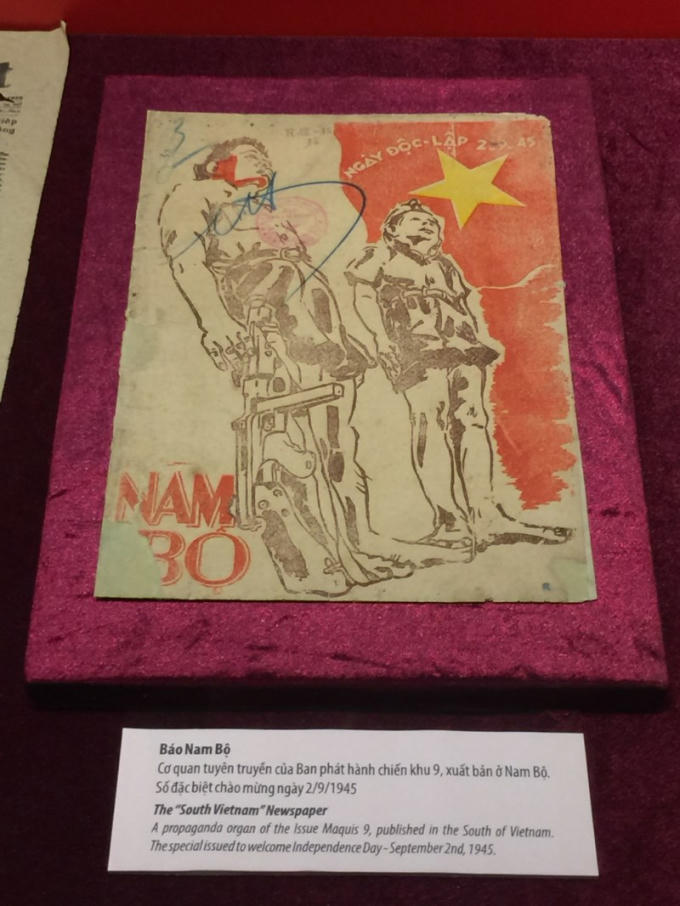 NGÀY ĐỘC-LẬP 2-9-45
NAM
BỘ
Báo Nam Bộ
Cơ quan tuyên truyền của Ban phát hành chiến khu 9, xuất bản ở Nam Bộ.
Số đặc biệt chào mừng ngày 2/9/1945
The "South Vietnam" Newspaper
A propaganda organ of the Issue Maquis 9, published in the South of Vietnam.
The special issued to welcome Independence Day – September 2nd, 1945.